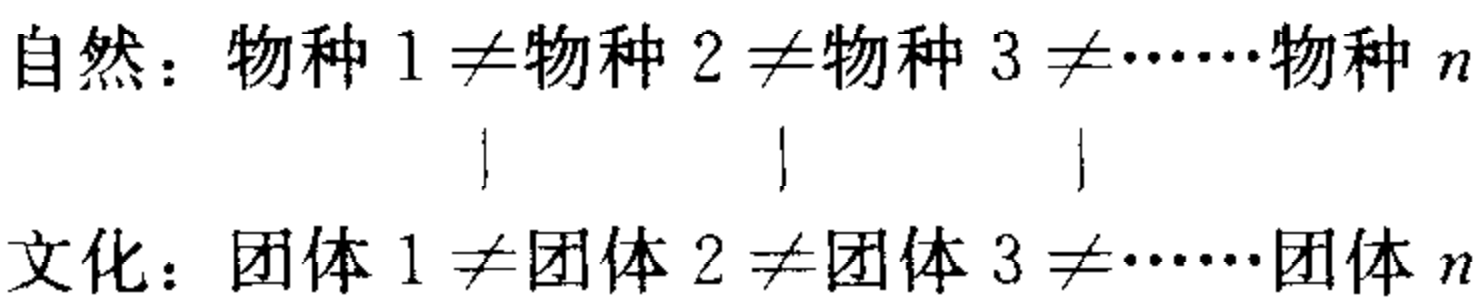 自然：物种 1 ≠物种 2 ≠物种 3 ≠……物种 n
| | |
文化：团体 1 ≠团体 2 ≠团体 3 ≠……团体 n